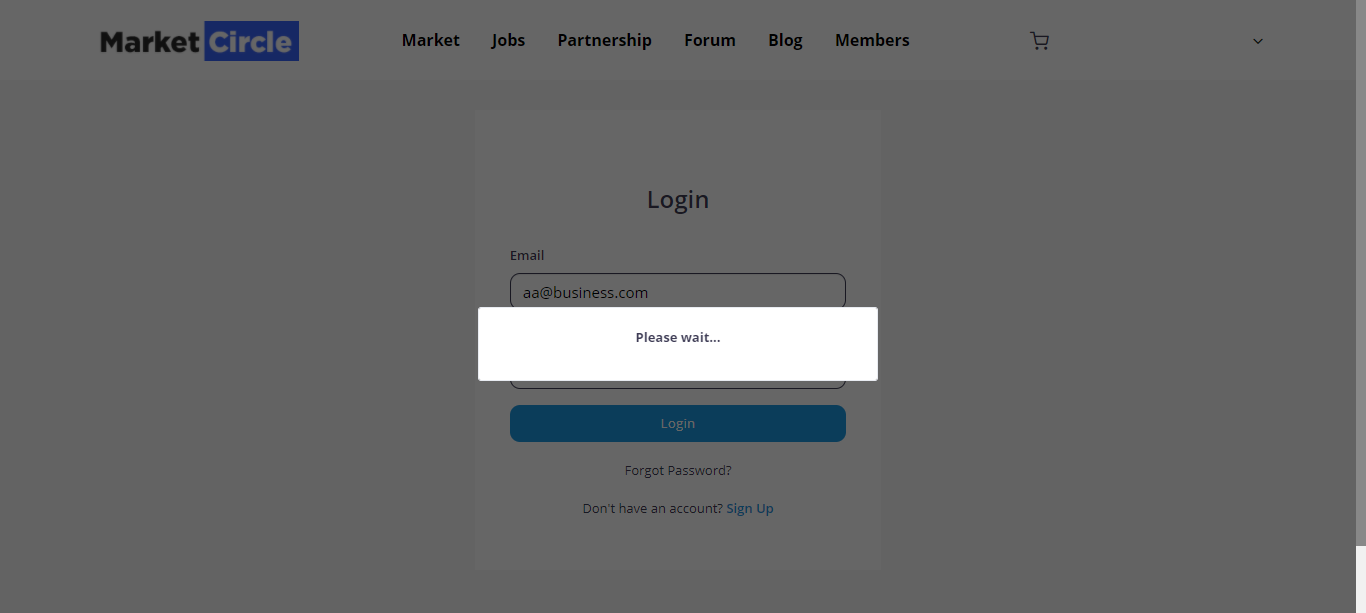 Market Circle
Market Jobs Partnership Forum Blog Members
Login
Email
aa@business.com
Please wait...
Login
Forgot Password?
Don't have an account? Sign Up